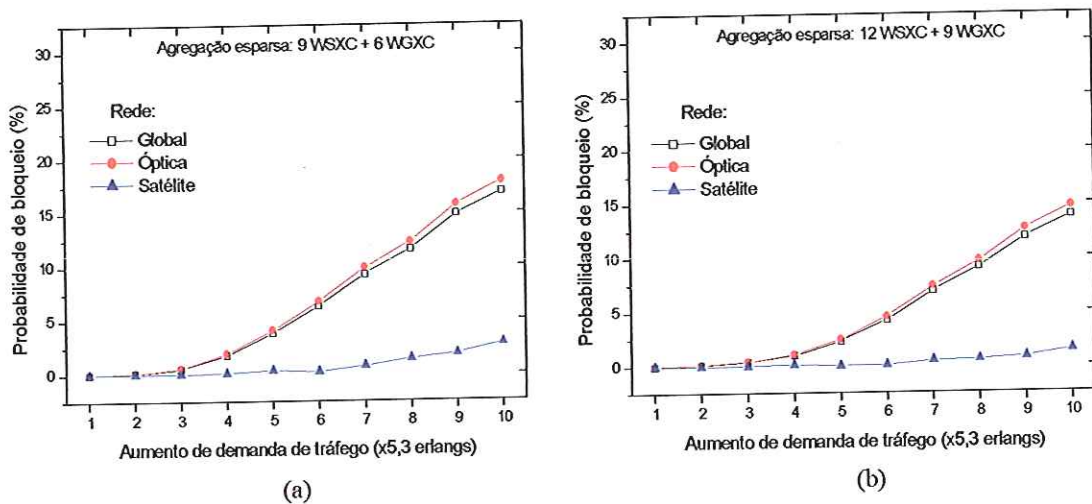 Agregação esparsa: 9 WSXC + 6 WGXC
Rede:
Global
Óptica
Satélite
Probabilidade de bloqueio (%)
30
25
20
15
10
5
0
1 2 3 4 5 6 7 8 9 10
Aumento de demanda de tráfego (x5,3 erlangs)
(a)
Agregação esparsa: 12 WSXC + 9 WGXC
Rede:
Global
Óptica
Satélite
Probabilidade de bloqueio (%)
30
25
20
15
10
5
0
1 2 3 4 5 6 7 8 9 10
Aumento de demanda de tráfego (x5,3 erlangs)
(b)